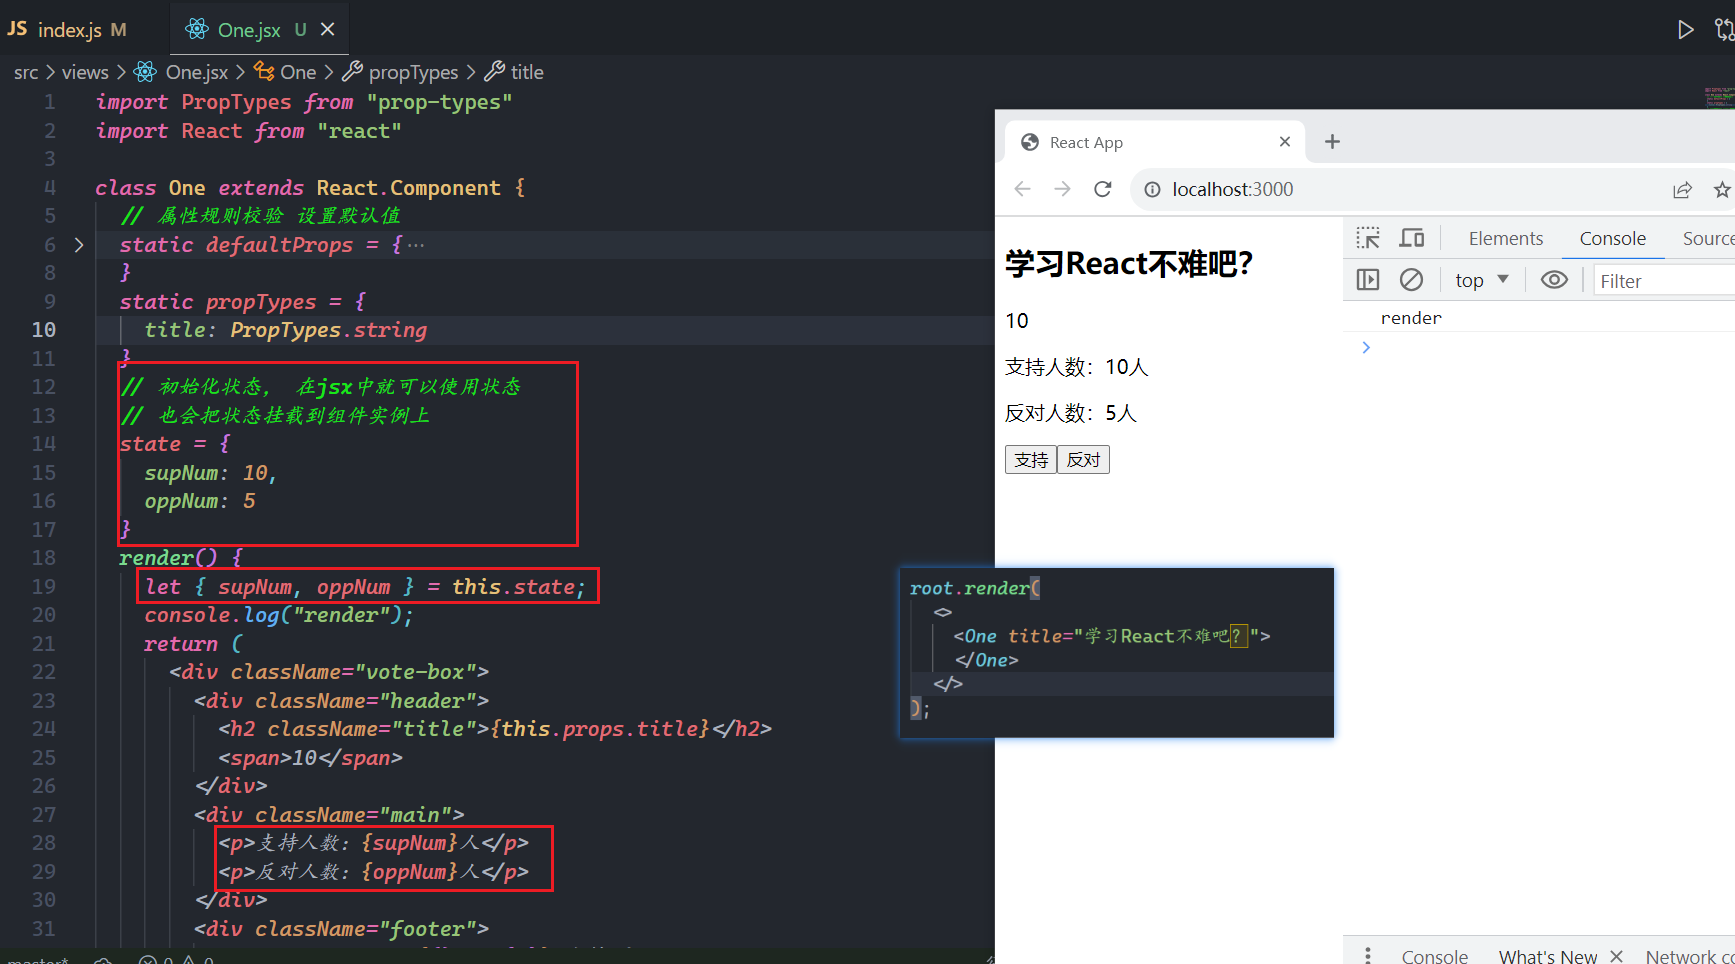 JS index.js M
One.jsx U
src > views > One.jsx > One > propTypes > title
1 import PropTypes from "prop-types"
2 import React from "react"
3
4 class One extends React.Component {
5 // 属性规则校验 设置默认值
6 static defaultProps = {···
8 }
9 static propTypes = {
10 title: PropTypes.string
11 }
12 // 初始化状态， 在jsx中就可以使用状态
13 // 也会把状态挂载到组件实例上
14 state = {
15 supNum: 10,
16 oppNum: 5
17 }
18 render() {
19 let { supNum, oppNum } = this.state;
20 console.log("render");
21 return (
22 <div className="vote-box">
23 <div className="header">
24 <h2 className="title">{this.props.title}</h2>
25 <span>10</span>
26 </div>
27 <div className="main">
28 <p>支持人数：{supNum}人</p>
29 <p>反对人数：{oppNum}人</p>
30 </div>
31 <div className="footer">
master*
0 0
React App
localhost:3000
学习React不难吧?
10
支持人数：10人
反对人数：5人
支持 反对
Elements Console
top Filter
render
root.render(
<>
<One title="学习React不难吧？">
</One>
</>
);
Console What's New Network